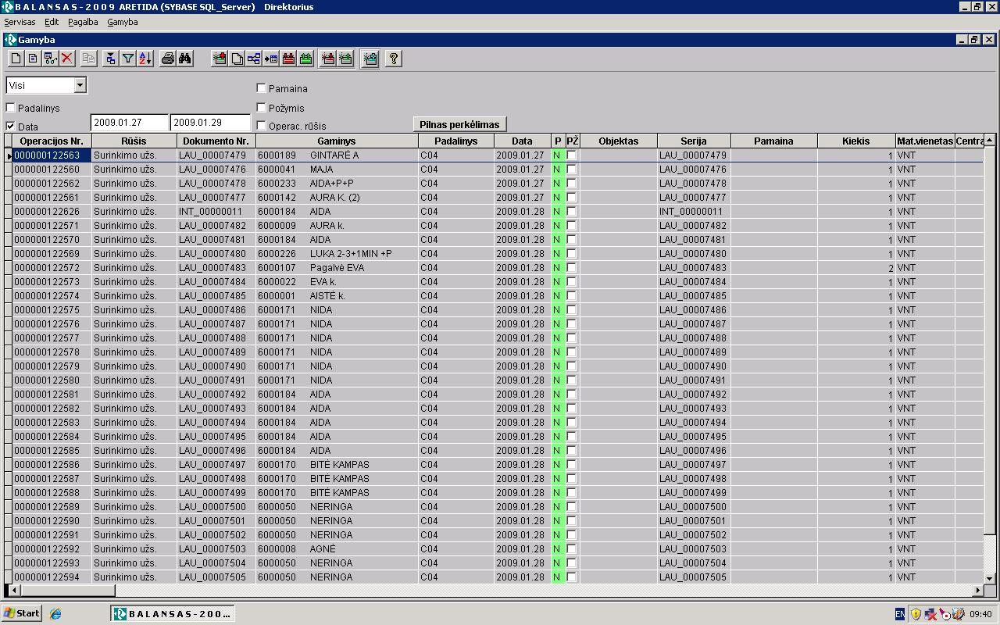 B A L A N S A S - 2 0 0 9 ARETIDA (SYBASE SQL_Server) Direktorius
Servisas Edit Pagalba Gamyba
Gamyba
Visi
Pamaina
Padalinys
Požymis
Data 2009.01.27 2009.01.29
Operac. rūšis
Pilnas perkėlimas
Operacijos Nr. Rūšis Dokumento Nr. Gaminys Padalinys Data P PŽ Objektas Serija Pamaina Kiekis Mat.vienetas Centra
000000122563 Surinkimo užs. LAU_00007479 6000189 GINTARĖ A C04 2009.01.27 N LAU_00007479 1 VNT
000000122560 Surinkimo užs. LAU_00007476 6000041 MAJA C04 2009.01.27 N LAU_00007476 1 VNT
000000122562 Surinkimo užs. LAU_00007478 6000233 AIDA+P+P C04 2009.01.27 N LAU_00007478 1 VNT
000000122561 Surinkimo užs. LAU_00007477 6000142 AURA K. (2) C04 2009.01.27 N LAU_00007477 1 VNT
000000122626 Surinkimo užs. INT_00000011 6000184 AIDA C04 2009.01.28 N INT_00000011 1 VNT
000000122571 Surinkimo užs. LAU_00007482 6000009 AURA k. C04 2009.01.28 N LAU_00007482 1 VNT
000000122570 Surinkimo užs. LAU_00007481 6000184 AIDA C04 2009.01.28 N LAU_00007481 1 VNT
000000122569 Surinkimo užs. LAU_00007480 6000226 LUKA 2-3+1MIN +P C04 2009.01.28 N LAU_00007480 1 VNT
000000122572 Surinkimo užs. LAU_00007483 6000107 Pagalvė EVA C04 2009.01.28 N LAU_00007483 2 VNT
000000122573 Surinkimo užs. LAU_00007484 6000022 EVA k. C04 2009.01.28 N LAU_00007484 1 VNT
000000122574 Surinkimo užs. LAU_00007485 6000001 AISTĖ k. C04 2009.01.28 N LAU_00007485 1 VNT
000000122575 Surinkimo užs. LAU_00007486 6000171 NIDA C04 2009.01.28 N LAU_00007486 1 VNT
000000122576 Surinkimo užs. LAU_00007487 6000171 NIDA C04 2009.01.28 N LAU_00007487 1 VNT
000000122577 Surinkimo užs. LAU_00007488 6000171 NIDA C04 2009.01.28 N LAU_00007488 1 VNT
000000122578 Surinkimo užs. LAU_00007489 6000171 NIDA C04 2009.01.28 N LAU_00007489 1 VNT
000000122579 Surinkimo užs. LAU_00007490 6000171 NIDA C04 2009.01.28 N LAU_00007490 1 VNT
000000122580 Surinkimo užs. LAU_00007491 6000171 NIDA C04 2009.01.28 N LAU_00007491 1 VNT
000000122581 Surinkimo užs. LAU_00007492 6000184 AIDA C04 2009.01.28 N LAU_00007492 1 VNT
000000122582 Surinkimo užs. LAU_00007493 6000184 AIDA C04 2009.01.28 N LAU_00007493 1 VNT
000000122583 Surinkimo užs. LAU_00007494 6000184 AIDA C04 2009.01.28 N LAU_00007494 1 VNT
000000122584 Surinkimo užs. LAU_00007495 6000184 AIDA C04 2009.01.28 N LAU_00007495 1 VNT
000000122585 Surinkimo užs. LAU_00007496 6000184 AIDA C04 2009.01.28 N LAU_00007496 1 VNT
000000122586 Surinkimo užs. LAU_00007497 6000170 BITĖ KAMPAS C04 2009.01.28 N LAU_00007497 1 VNT
000000122587 Surinkimo užs. LAU_00007498 6000170 BITĖ KAMPAS C04 2009.01.28 N LAU_00007498 1 VNT
000000122588 Surinkimo užs. LAU_00007499 6000170 BITĖ KAMPAS C04 2009.01.28 N LAU_00007499 1 VNT
000000122589 Surinkimo užs. LAU_00007500 6000050 NERINGA C04 2009.01.28 N LAU_00007500 1 VNT
000000122590 Surinkimo užs. LAU_00007501 6000050 NERINGA C04 2009.01.28 N LAU_00007501 1 VNT
000000122591 Surinkimo užs. LAU_00007502 6000050 NERINGA C04 2009.01.28 N LAU_00007502 1 VNT
000000122592 Surinkimo užs. LAU_00007503 6000008 AGNĖ C04 2009.01.28 N LAU_00007503 1 VNT
000000122593 Surinkimo užs. LAU_00007504 6000050 NERINGA C04 2009.01.28 N LAU_00007504 1 VNT
000000122594 Surinkimo užs. LAU_00007505 6000050 NERINGA C04 2009.01.28 N LAU_00007505 1 VNT
Start B A L A N S A S - 2 0 0 ... EN 09:40